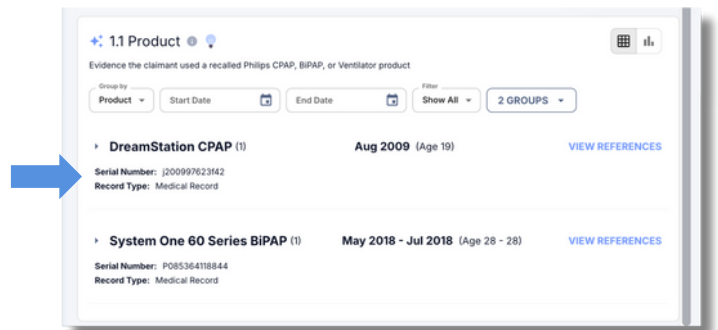 1.1 Product
Evidence the claimant used a recalled Philips CPAP, BiPAP, or Ventilator product
Group by
Product
Start Date
End Date
Filter
Show All
2 GROUPS
DreamStation CPAP (1) Aug 2009 (Age 19) VIEW REFERENCES
Serial Number: j200997623f42
Record Type: Medical Record
System One 60 Series BiPAP (1) May 2018 - Jul 2018 (Age 28 - 28) VIEW REFERENCES
Serial Number: P085364118844
Record Type: Medical Record